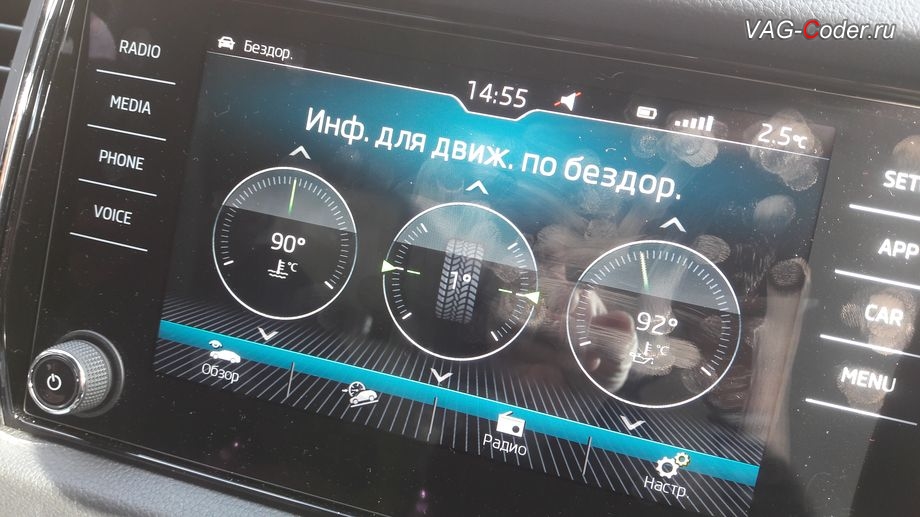 VAG-Coder.ru
RADIO
MEDIA
PHONE
VOICE
Бездор.
14:55
2.5°C
Инф. для движ. по бездор.
90°
°C
1°
92°
°C
Обзор
Радио
Настр.
SET
APP
CAR
MENU